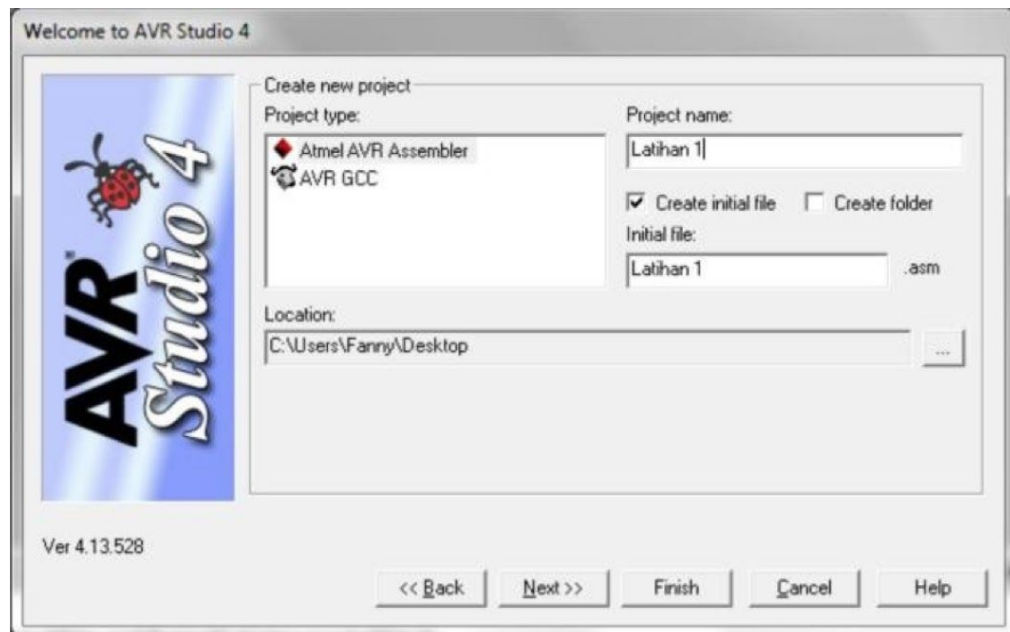 Welcome to AVR Studio 4
AVR Studio 4
Create new project
Project type:
Atmel AVR Assembler
AVR GCC
Project name:
Latihan 1
Create initial file
Create folder
Initial file:
Latihan 1
.asm
Location:
C:\Users\Fanny\Desktop
...
Ver 4.13.528
<< Back
Next >>
Finish
Cancel
Help